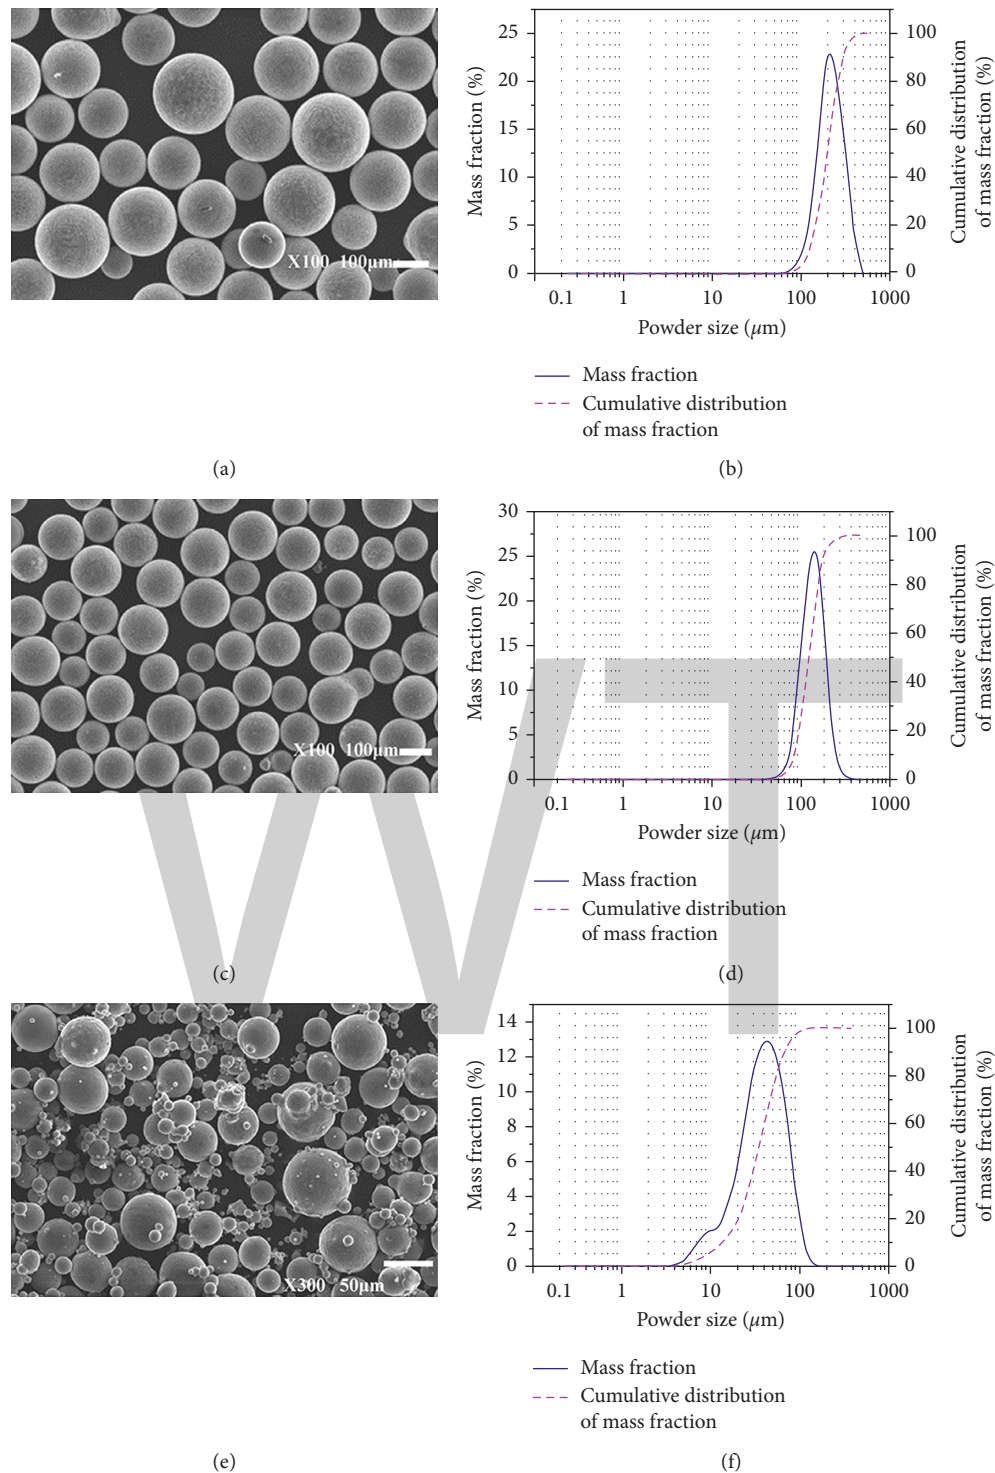 X100 100μm
(a)
25
20
15
10
5
0
Mass fraction (%)
100
80
60
40
20
0
Cumulative distribution
of mass fraction (%)
0.1 1 10 100 1000
Powder size (μm)
Mass fraction
Cumulative distribution
of mass fraction
(b)
X100 100μm
(c)
30
25
20
15
10
5
0
Mass fraction (%)
100
80
60
40
20
0
Cumulative distribution
of mass fraction (%)
0.1 1 10 100 1000
Powder size (μm)
Mass fraction
Cumulative distribution
of mass fraction
(d)
X300 50μm
(e)
14
12
10
8
6
4
2
0
Mass fraction (%)
100
80
60
40
20
0
Cumulative distribution
of mass fraction (%)
0.1 1 10 100 1000
Powder size (μm)
Mass fraction
Cumulative distribution
of mass fraction
(f)
WT